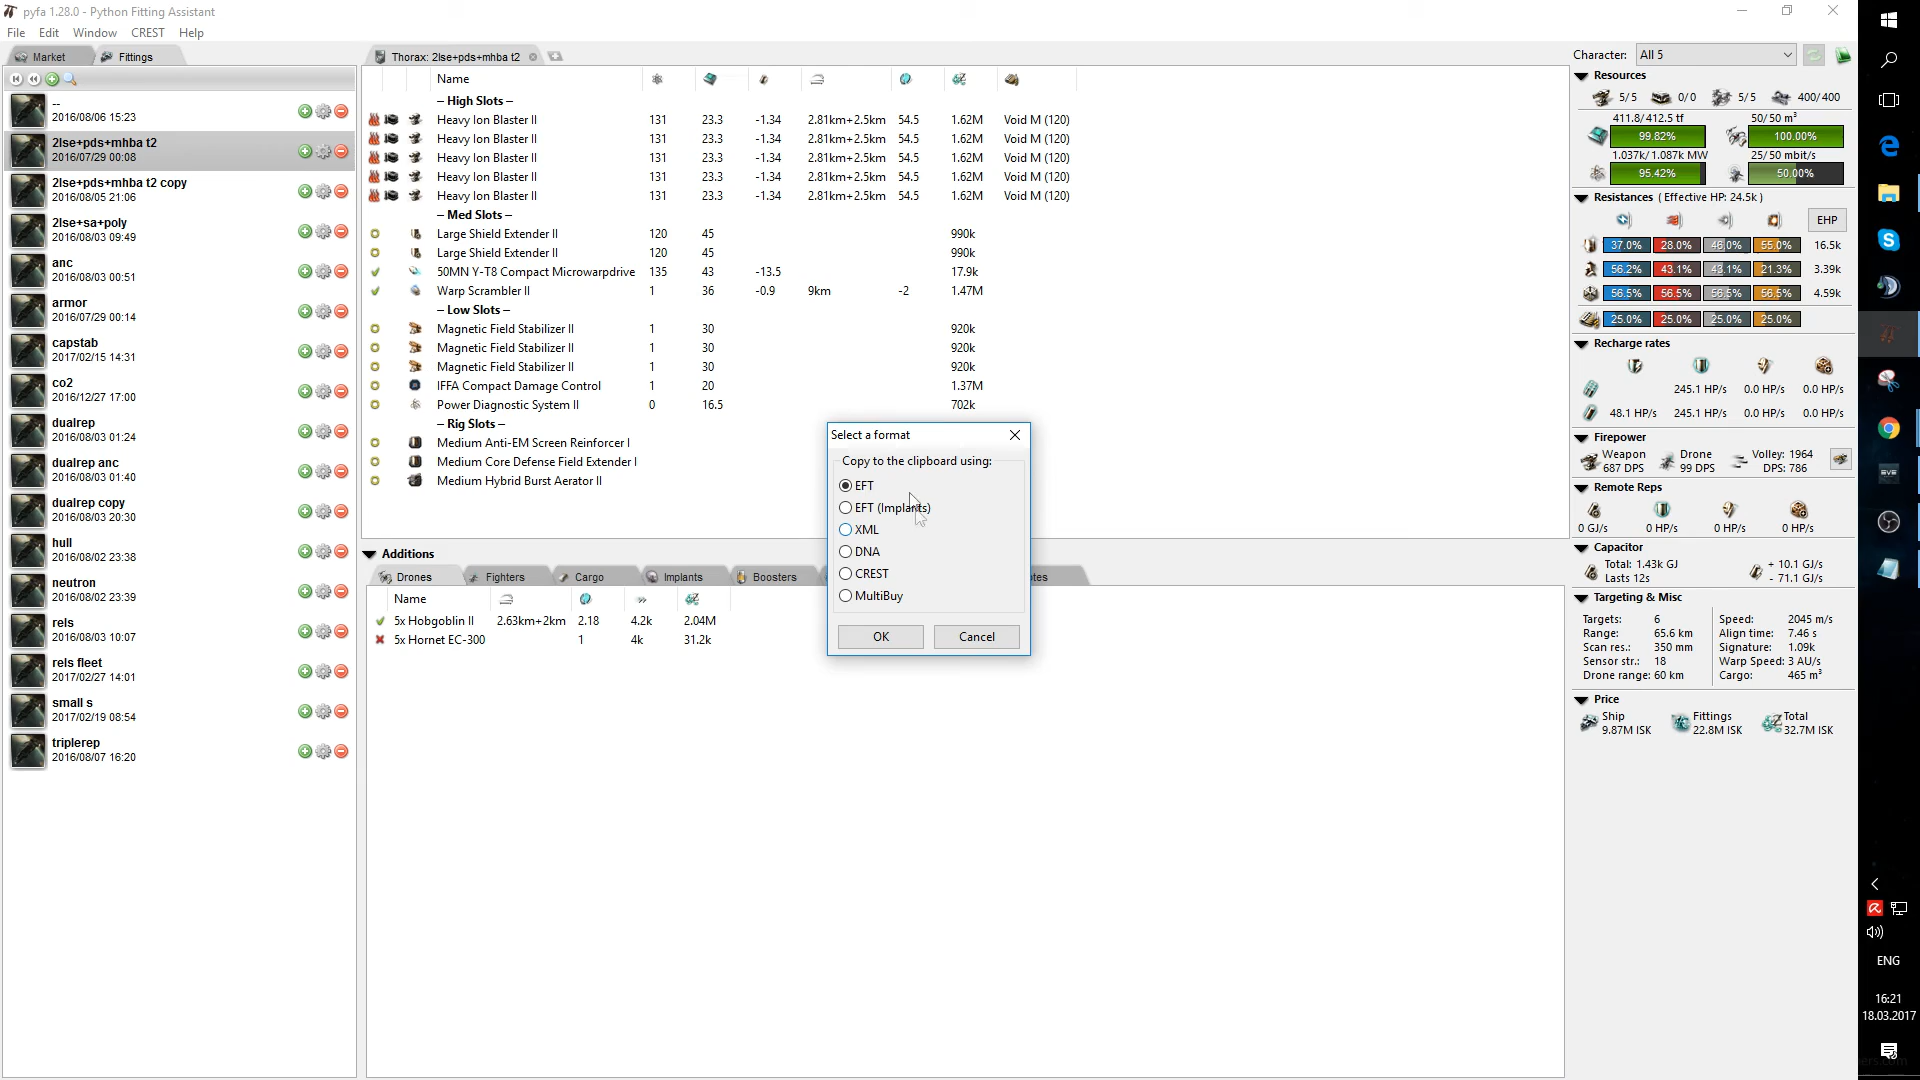 pyfa 1.28.0 - Python Fitting Assistant
File Edit Window CREST Help
Market Fittings
--
2016/08/06 15:23
2lse+pds+mhba t2
2016/07/29 00:08
2lse+pds+mhba t2 copy
2016/08/05 21:06
2lse+sa+poly
2016/08/03 09:49
anc
2016/08/03 00:51
armor
2016/07/29 00:14
capstab
2017/02/15 14:31
co2
2016/12/27 17:00
dualrep
2016/08/03 01:24
dualrep anc
2016/08/03 01:40
dualrep copy
2016/08/03 20:30
hull
2016/08/02 23:38
neutron
2016/08/02 23:39
rels
2016/08/03 10:07
rels fleet
2017/02/27 14:01
small s
2017/02/19 08:54
triplerep
2016/08/07 16:20
Thorax: 2lse+pds+mhba t2
Name
– High Slots –
Heavy Ion Blaster II 131 23.3 -1.34 2.81km+2.5km 54.5 1.62M Void M (120)
Heavy Ion Blaster II 131 23.3 -1.34 2.81km+2.5km 54.5 1.62M Void M (120)
Heavy Ion Blaster II 131 23.3 -1.34 2.81km+2.5km 54.5 1.62M Void M (120)
Heavy Ion Blaster II 131 23.3 -1.34 2.81km+2.5km 54.5 1.62M Void M (120)
Heavy Ion Blaster II 131 23.3 -1.34 2.81km+2.5km 54.5 1.62M Void M (120)
– Med Slots –
Large Shield Extender II 120 45 990k
Large Shield Extender II 120 45 990k
50MN Y-T8 Compact Microwarpdrive 135 43 -13.5 17.9k
Warp Scrambler II 1 36 -0.9 9km -2 1.47M
– Low Slots –
Magnetic Field Stabilizer II 1 30 920k
Magnetic Field Stabilizer II 1 30 920k
Magnetic Field Stabilizer II 1 30 920k
IFFA Compact Damage Control 1 20 1.37M
Power Diagnostic System II 0 16.5 702k
– Rig Slots –
Medium Anti-EM Screen Reinforcer I
Medium Core Defense Field Extender I
Medium Hybrid Burst Aerator II
Select a format
Copy to the clipboard using:
EFT
EFT (Implants)
XML
DNA
CREST
MultiBuy
OK Cancel
Additions
Drones Fighters Cargo Implants Boosters otes
Name
5x Hobgoblin II 2.63km+2km 2.18 4.2k 2.04M
5x Hornet EC-300 1 4k 31.2k
Character: All 5
Resources
5/5 0/0 5/5 400/400
411.8/412.5 tf 50/50 m³
99.82% 100.00%
1.037k/1.087k MW 25/50 mbit/s
95.42% 50.00%
Resistances (Effective HP: 24.5k)
EHP
37.0% 28.0% 46.0% 55.0% 16.5k
56.2% 43.1% 43.1% 21.3% 3.39k
56.5% 56.5% 56.5% 56.5% 4.59k
25.0% 25.0% 25.0% 25.0%
Recharge rates
245.1 HP/s 0.0 HP/s 0.0 HP/s
48.1 HP/s 245.1 HP/s 0.0 HP/s 0.0 HP/s
Firepower
Weapon Drone Volley: 1964
687 DPS 99 DPS DPS: 786
Remote Reps
0 GJ/s 0 HP/s 0 HP/s 0 HP/s
Capacitor
Total: 1.43k GJ + 10.1 GJ/s
Lasts 12s - 71.1 GJ/s
Targeting & Misc
Targets: 6 Speed: 2045 m/s
Range: 65.6 km Align time: 7.46 s
Scan res.: 350 mm Signature: 1.09k
Sensor str.: 18 Warp Speed: 3 AU/s
Drone range: 60 km Cargo: 465 m³
Price
Ship Fittings Total
9.87M ISK 22.8M ISK 32.7M ISK
EVE
ENG
16:21
18.03.2017